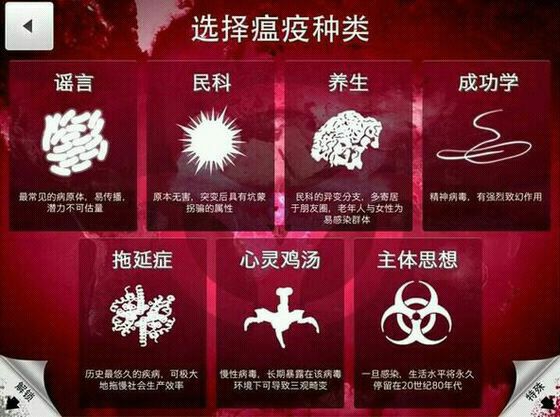 选择瘟疫种类
谣言
民科
养生
成功学
最常见的病原体，易传播，
潜力不可估量
原本无害，突变后具有坑蒙
拐骗的属性
民科的异变分支，多寄居
于朋友圈，老年人与女性为
易感染群体
精神病毒，有强烈致幻作用
拖延症
心灵鸡汤
主体思想
历史最悠久的疾病，可极大
地拖慢社会生产效率
慢性病毒，长期暴露在该病毒
环境下可导致三观畸变
一旦感染，生活水平将永久
停留在20世纪80年代
解锁
特殊